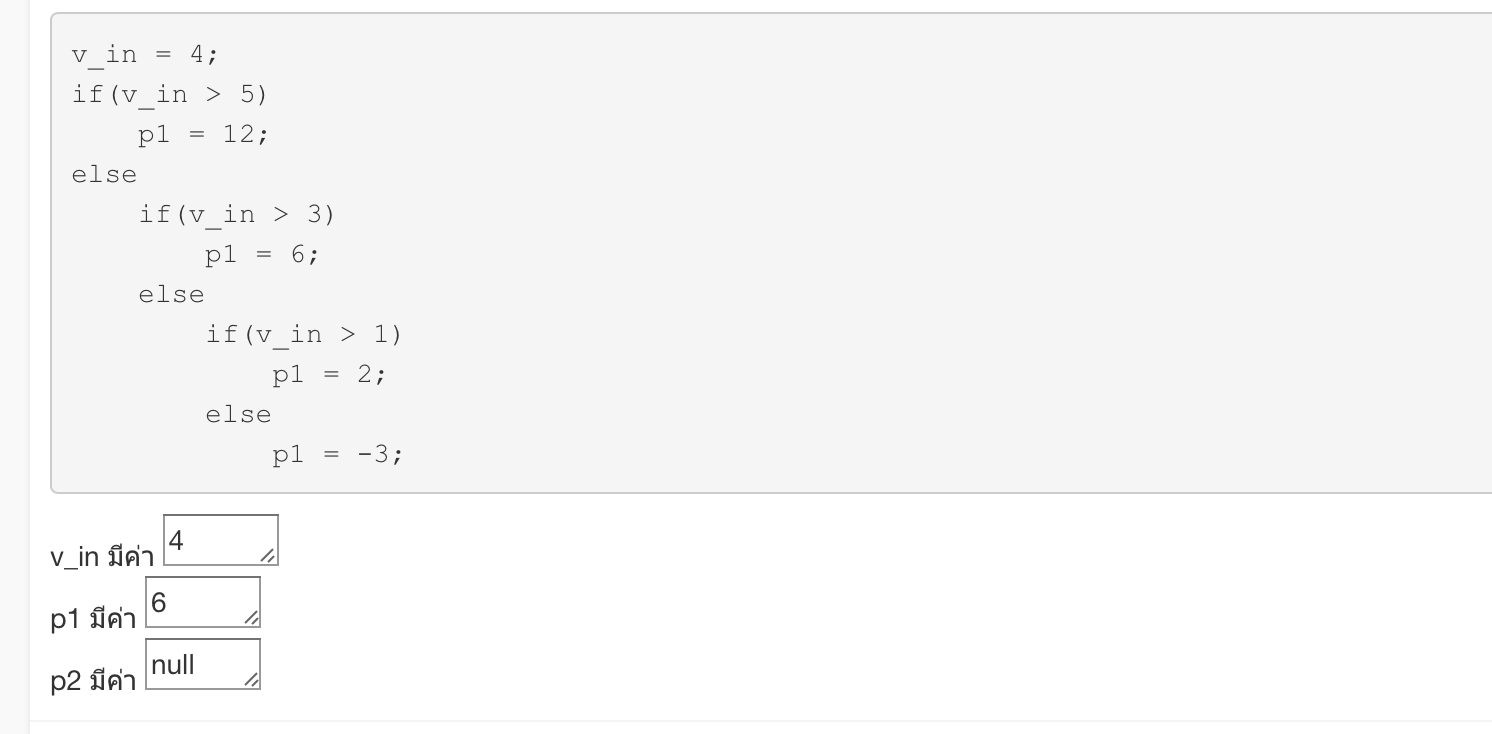 v_in = 4;
if(v_in > 5)
    p1 = 12;
else
    if(v_in > 3)
        p1 = 6;
    else
        if(v_in > 1)
            p1 = 2;
        else
            p1 = -3;
v_in มีค่า 4
p1 มีค่า 6
p2 มีค่า null